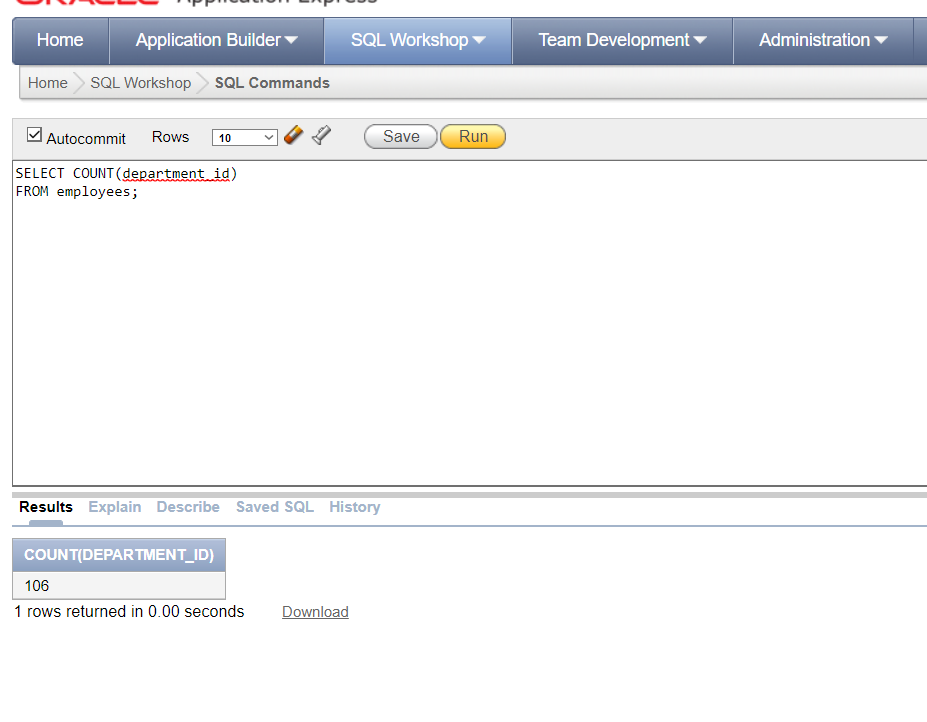 ORACLE Application Express
Home Application Builder SQL Workshop Team Development Administration
Home SQL Workshop SQL Commands
Autocommit Rows 10 Save Run
SELECT COUNT(department_id)
FROM employees;
Results Explain Describe Saved SQL History
COUNT(DEPARTMENT_ID)
106
1 rows returned in 0.00 seconds Download